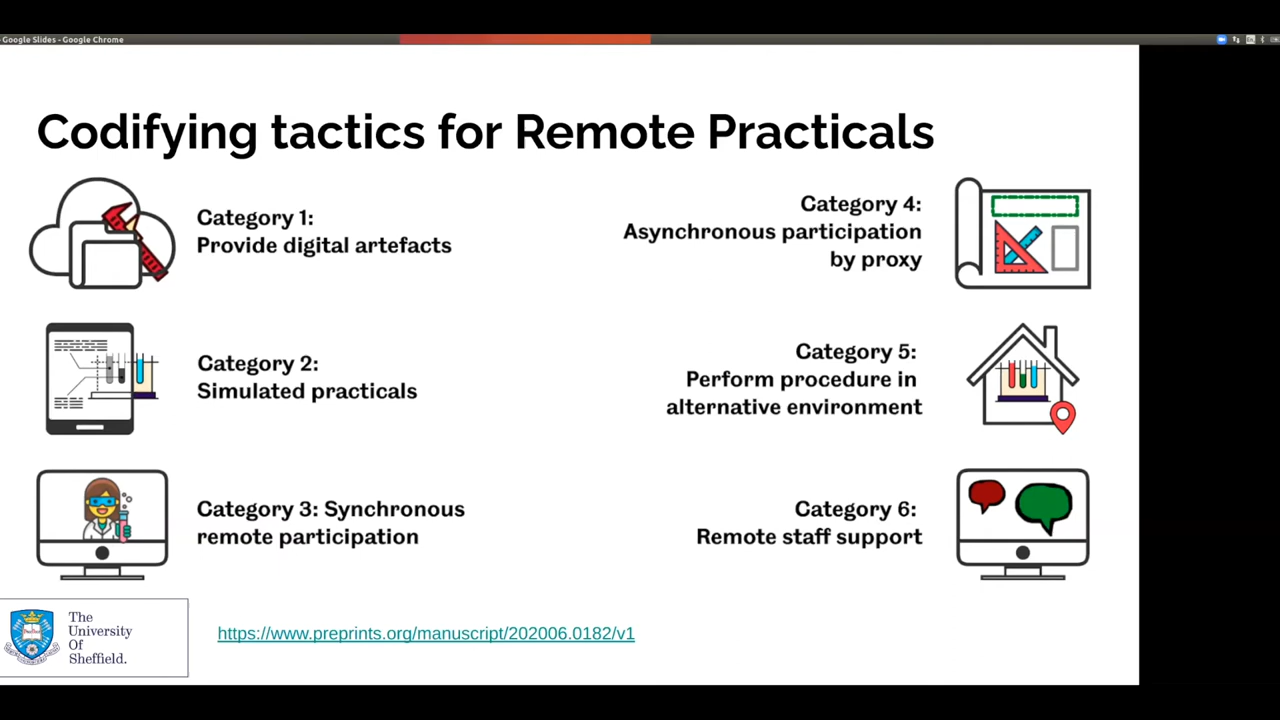 Google Slides - Google Chrome
Codifying tactics for Remote Practicals
Category 1:
Provide digital artefacts
Category 2:
Simulated practicals
Category 3: Synchronous
remote participation
Category 4:
Asynchronous participation
by proxy
Category 5:
Perform procedure in
alternative environment
Category 6:
Remote staff support
The
University
Of
Sheffield.
https://www.preprints.org/manuscript/202006.0182/v1